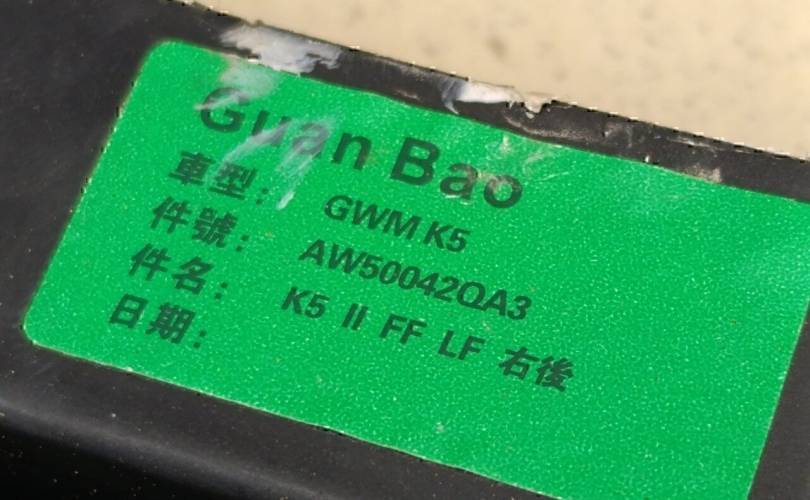 Guan Bao
車型： GWM K5
件號： AW50042QA3
件名： K5 II FF LF 右後
日期：